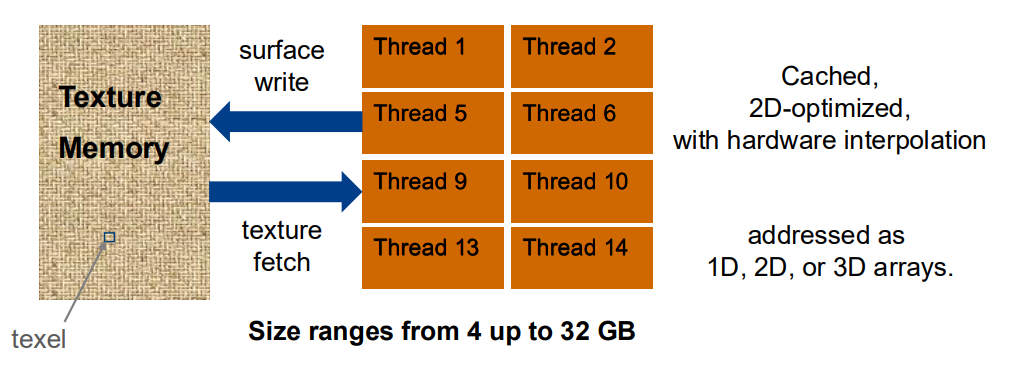 Texture
Memory
surface
write
texture
fetch
texel
Thread 1
Thread 2
Thread 5
Thread 6
Thread 9
Thread 10
Thread 13
Thread 14
Cached,
2D-optimized,
with hardware interpolation
addressed as
1D, 2D, or 3D arrays.
Size ranges from 4 up to 32 GB